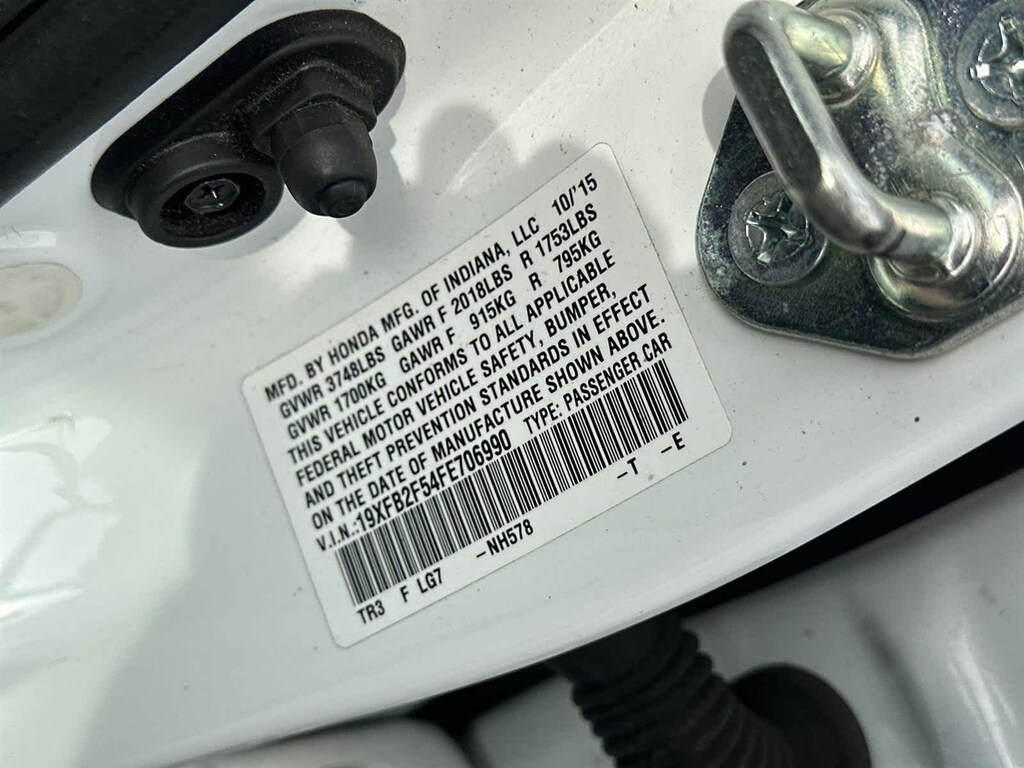 MFD. BY HONDA MFG. OF INDIANA, LLC 10/'15
GVWR 3748LBS GAWR F 2018LBS R 1753LBS
GVWR 1700KG GAWR F 915KG R 795KG
THIS VEHICLE CONFORMS TO ALL APPLICABLE
FEDERAL MOTOR VEHICLE SAFETY, BUMPER,
AND THEFT PREVENTION STANDARDS IN EFFECT
ON THE DATE OF MANUFACTURE SHOWN ABOVE.
V.I.N.:19XFB2F54FE706990 TYPE: PASSENGER CAR
TR3 F LG7 -NH578 -T -E